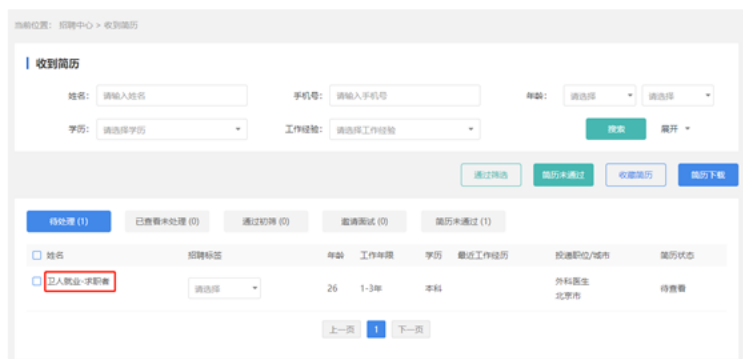 当前位置: 招聘中心 > 收到简历
收到简历
姓名: 请输入姓名 手机号: 请输入手机号 年龄: 请选择 请选择
学历: 请选择学历 工作经验: 请选择工作经验 搜索 展开
通过筛选 简历未通过 收藏简历 简历下载
待处理 (1) 已查看未处理 (0) 通过初筛 (0) 邀请面试 (0) 简历未通过 (1)
姓名 招聘标签 年龄 工作年限 学历 最近工作经历 投递职位/城市 简历状态
卫人就业-求职者 请选择 26 1-3年 本科 外科医生 待查看
北京市
上一页 1 下一页